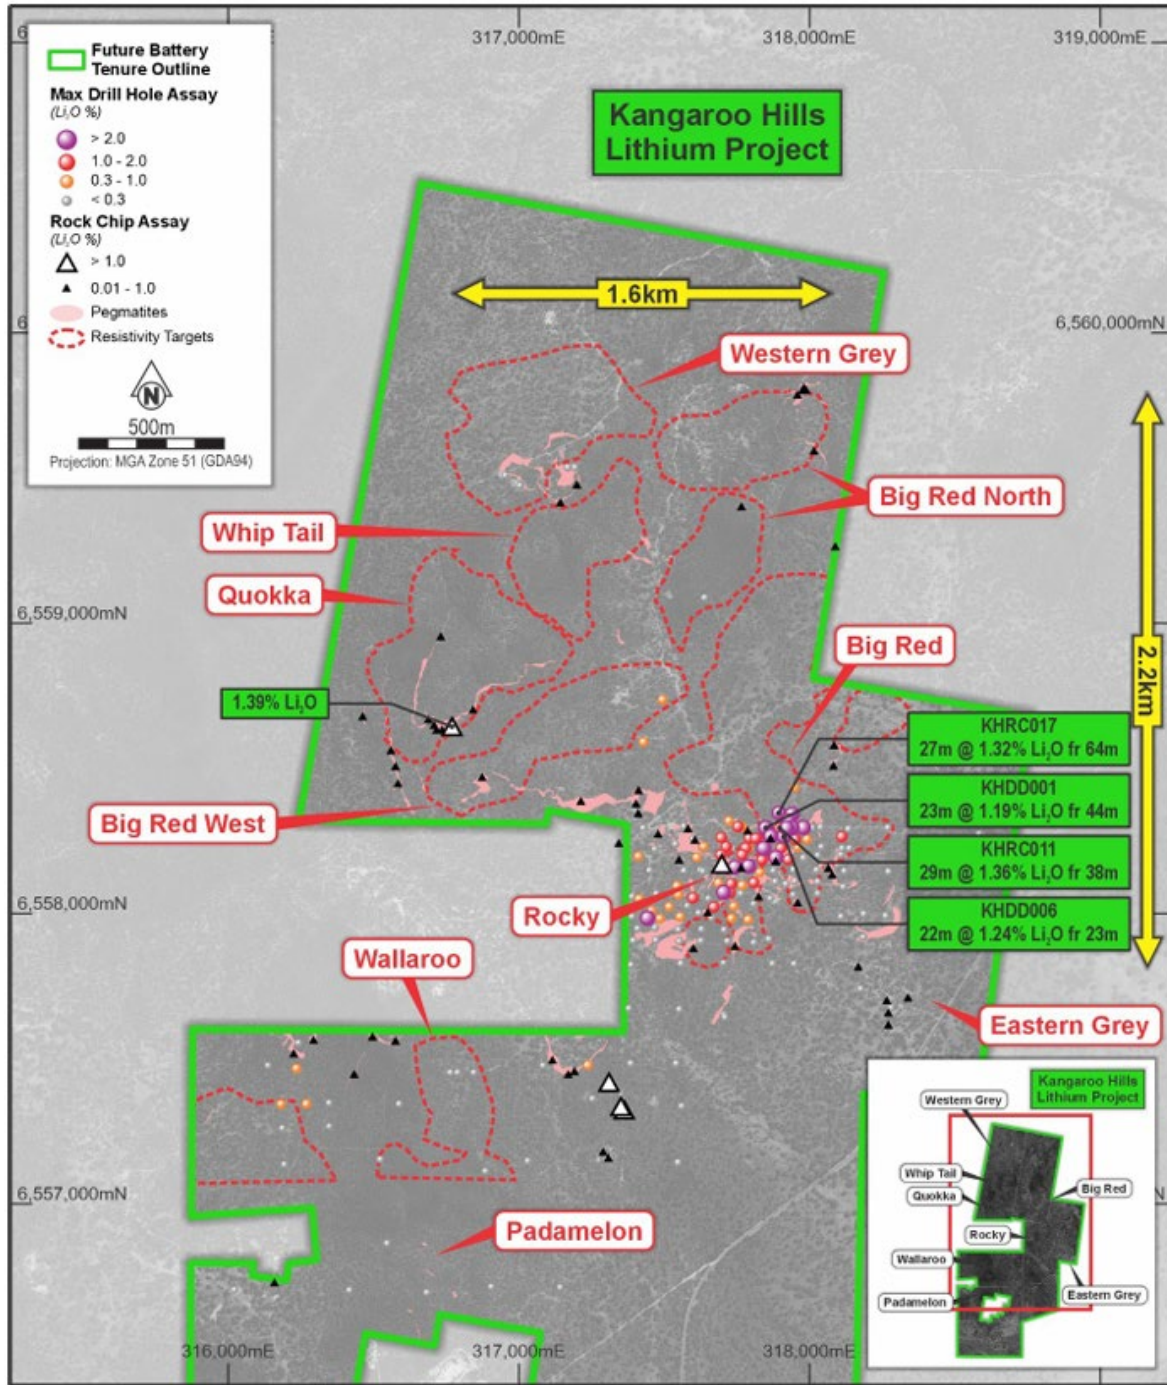 317,000mE
318,000mE
319,000mE
Future Battery
Tenure Outline
Max Drill Hole Assay
(Li₂O %)
> 2.0
1.0 - 2.0
0.3 - 1.0
< 0.3
Rock Chip Assay
(Li₂O %)
> 1.0
0.01 - 1.0
Pegmatites
Resistivity Targets
N
500m
Projection: MGA Zone 51 (GDA94)
Kangaroo Hills
Lithium Project
1.6km
6,560,000mN
Western Grey
Big Red North
Whip Tail
Quokka
6,559,000mN
Big Red
2.2km
1.39% Li₂O
KHRC017
27m @ 1.32% Li₂O fr 64m
KHDD001
23m @ 1.19% Li₂O fr 44m
Big Red West
KHRC011
29m @ 1.36% Li₂O fr 38m
KHDD006
22m @ 1.24% Li₂O fr 23m
6,558,000mN
Rocky
Wallaroo
Eastern Grey
6,557,000mN
Padamelon
316,000mE
317,000mE
318,000mE
Kangaroo Hills
Lithium Project
Western Grey
Whip Tail
Quokka
Big Red
Rocky
Wallaroo
Eastern Grey
Padamelon